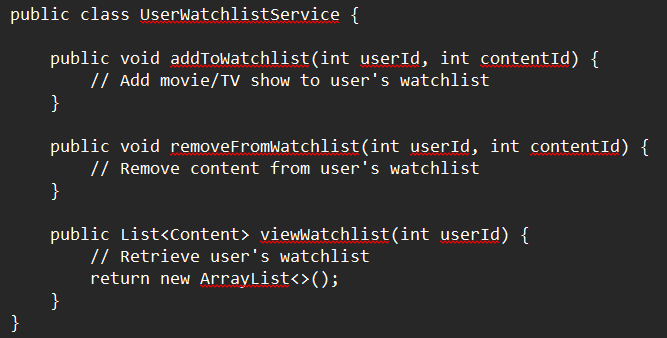 public class UserWatchlistService {
    public void addToWatchlist(int userId, int contentId) {
        // Add movie/TV show to user's watchlist
    }
    public void removeFromWatchlist(int userId, int contentId) {
        // Remove content from user's watchlist
    }
    public List<Content> viewWatchlist(int userId) {
        // Retrieve user's watchlist
        return new ArrayList<>();
    }
}